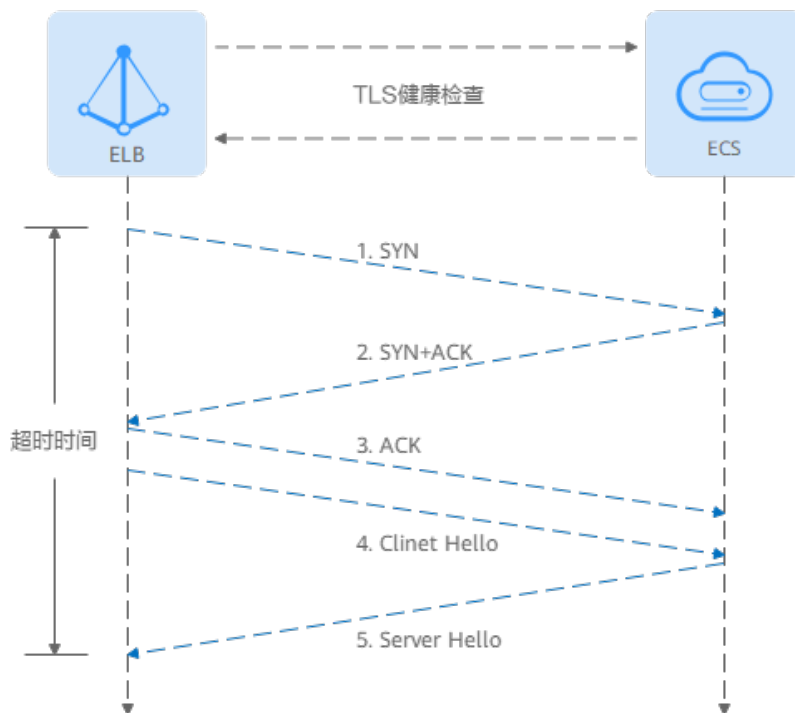 TLS健康检查
ELB
ECS
1. SYN
2. SYN+ACK
超时时间
3. ACK
4. Clinet Hello
5. Server Hello